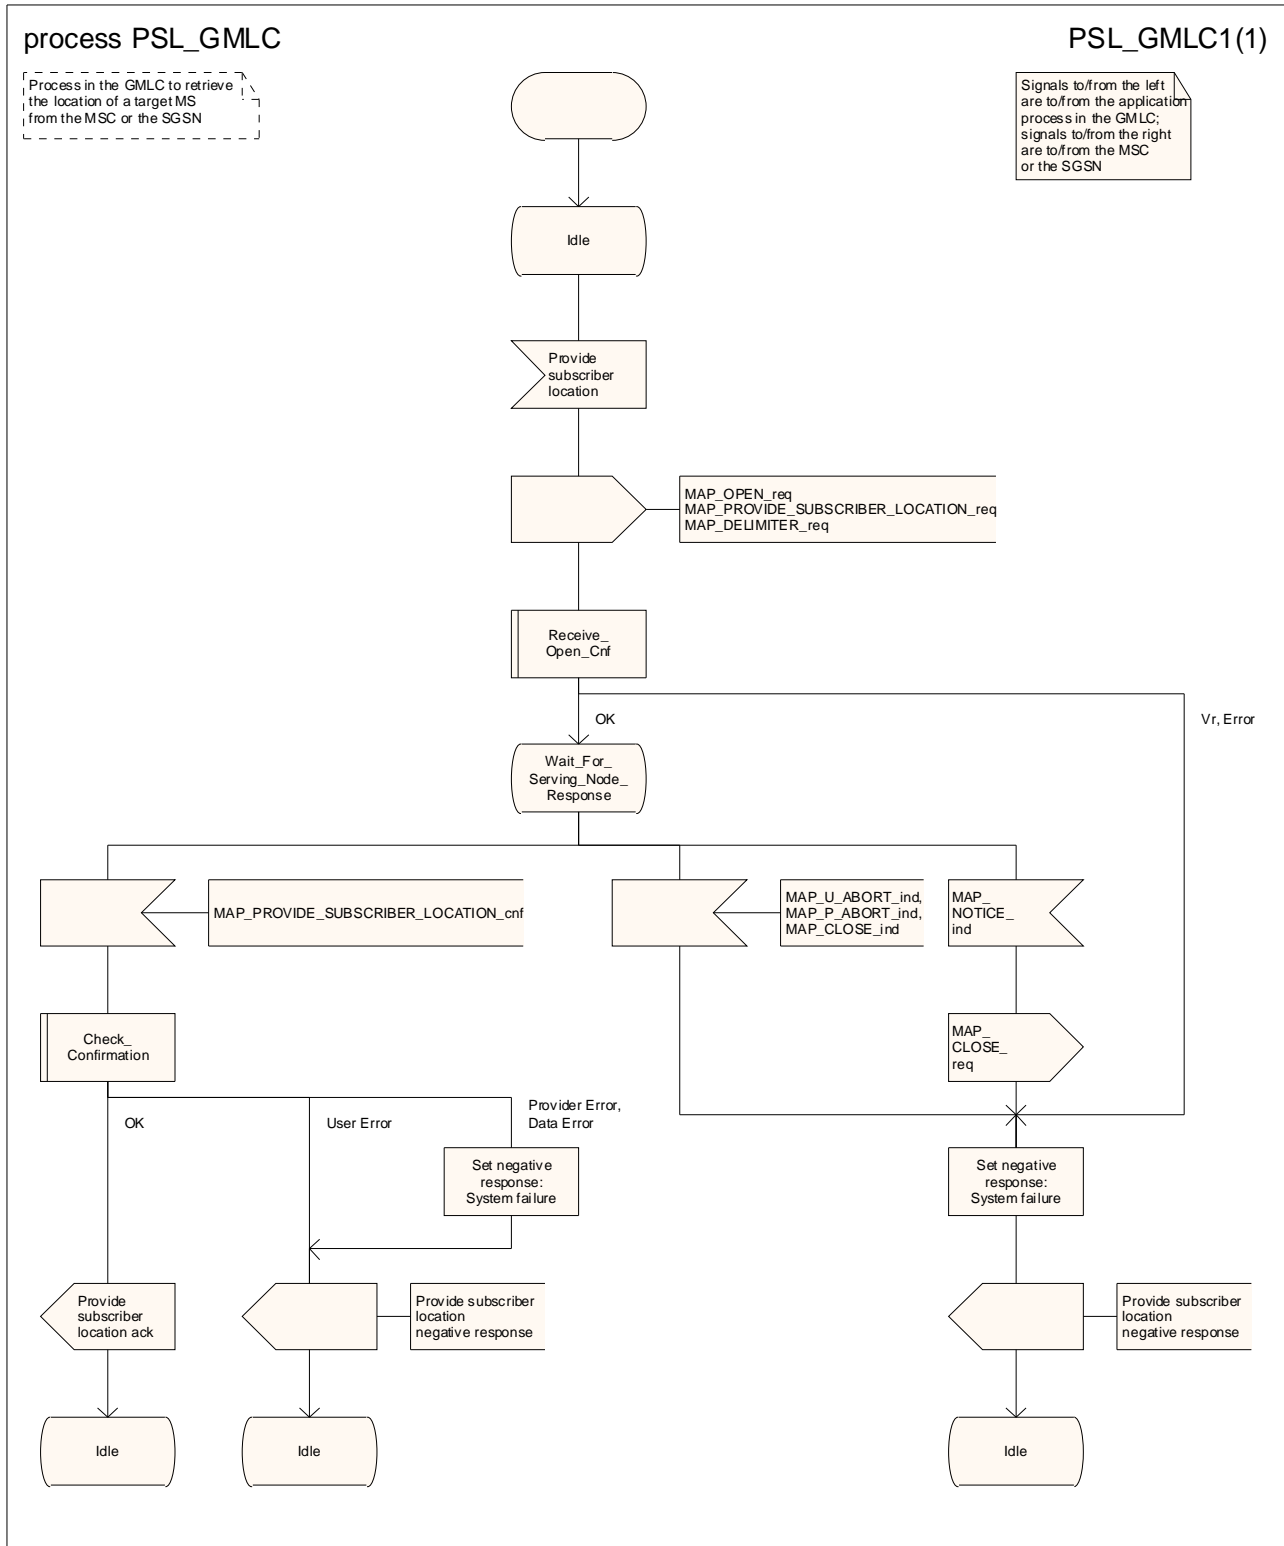 process PSL_GMLC
PSL_GMLC1(1)
Process in the GMLC to retrieve
the location of a target MS
from the MSC or the SGSN
Signals to/from the left
are to/from the application
process in the GMLC;
signals to/from the right
are to/from the MSC
or the SGSN
Idle
Provide
subscriber
location
MAP_OPEN_req
MAP_PROVIDE_SUBSCRIBER_LOCATION_req
MAP_DELIMITER_req
Receive_
Open_Cnf
OK
Vr, Error
Wait_For_
Serving_Node_
Response
MAP_PROVIDE_SUBSCRIBER_LOCATION_cnf
MAP_U_ABORT_ind,
MAP_P_ABORT_ind,
MAP_CLOSE_ind
MAP_
NOTICE_
ind
Check_
Confirmation
MAP_
CLOSE_
req
OK
User Error
Provider Error,
Data Error
Set negative
response:
System failure
Set negative
response:
System failure
Provide
subscriber
location ack
Provide subscriber
location
negative response
Provide subscriber
location
negative response
Idle
Idle
Idle